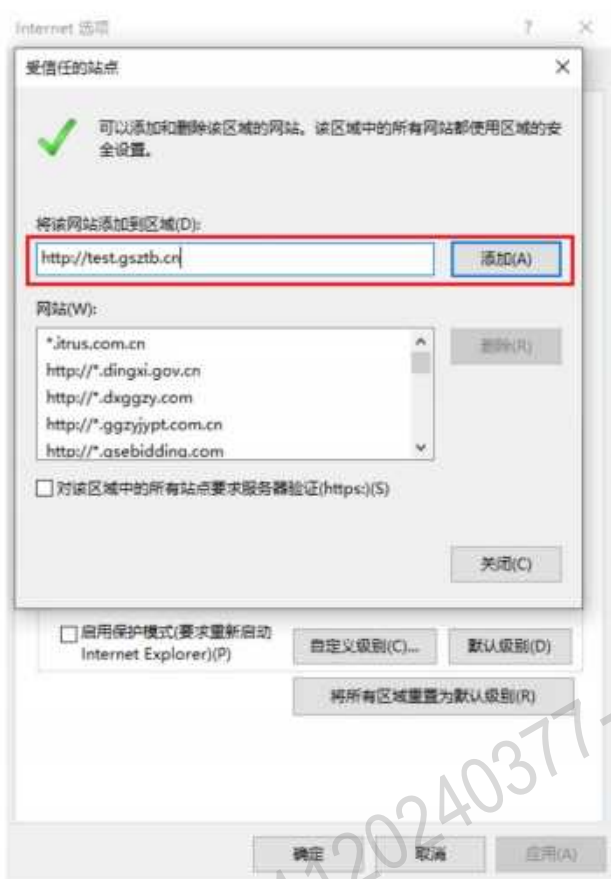 Internet 选项
? ×
受信任的站点
×
可以添加和删除该区域的网站。该区域中的所有网站都使用区域的安
全设置。
将该网站添加到区域(D):
http://test.gsztb.cn
添加(A)
网站(W):
*.itrus.com.cn
删除(R)
http://*.dingxi.gov.cn
http://*.dxggzy.com
http://*.ggzyjypt.com.cn
http://*.gsebidding.com
对该区域中的所有站点要求服务器验证(https:)(S)
关闭(C)
启用保护模式(要求重新启动
Internet Explorer)(P)
自定义级别(C)...
默认级别(D)
将所有区域重置为默认级别(R)
确定
取消
应用(A)